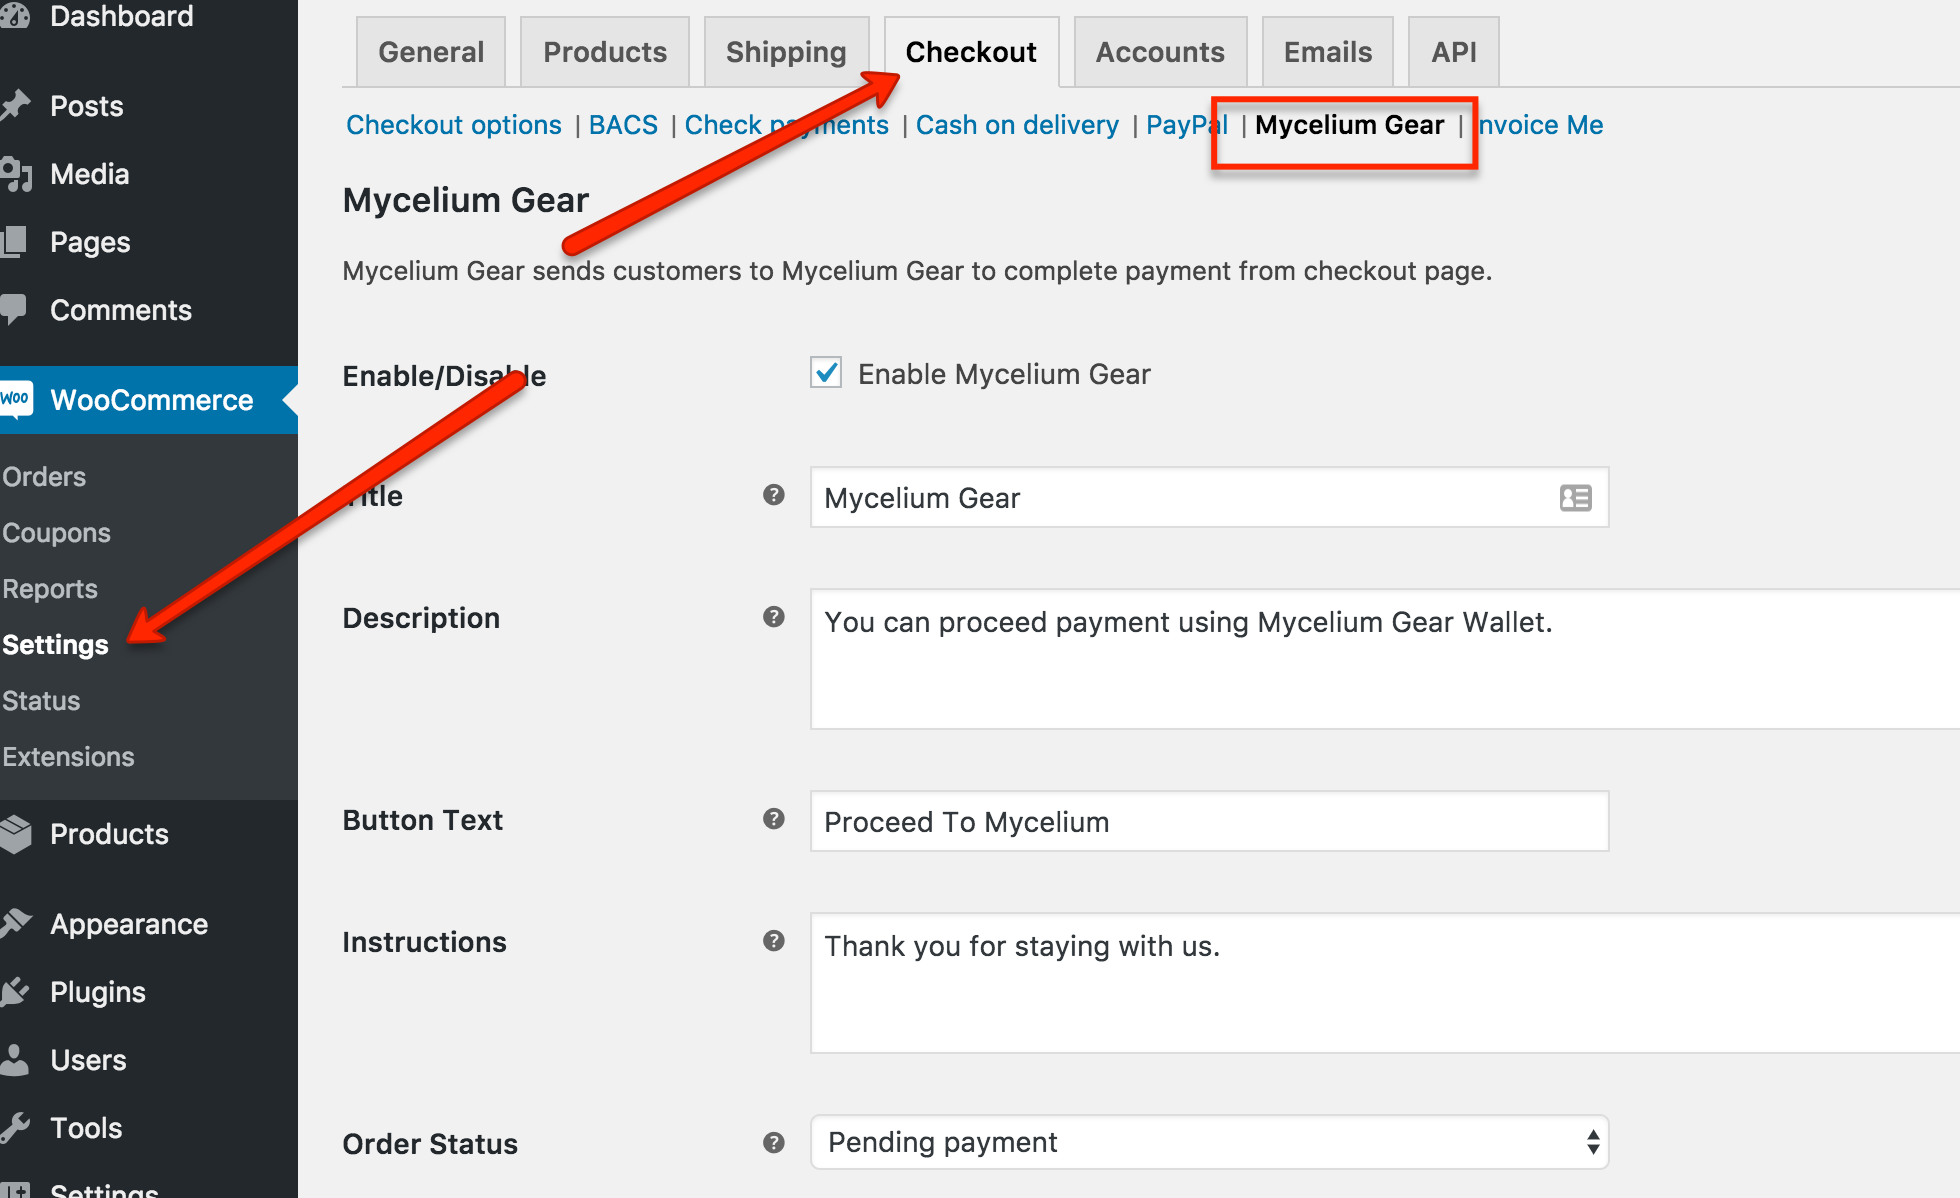 Dashboard
Posts
Media
Pages
Comments
Woo WooCommerce
Orders
Coupons
Reports
Settings
Status
Extensions
Products
Appearance
Plugins
Users
Tools
Settings
General Products Shipping Checkout Accounts Emails API
Checkout options | BACS | Check payments | Cash on delivery | PayPal | Mycelium Gear | nvoice Me
Mycelium Gear
Mycelium Gear sends customers to Mycelium Gear to complete payment from checkout page.
Enable/Disable Enable Mycelium Gear
Title ? Mycelium Gear
Description ? You can proceed payment using Mycelium Gear Wallet.
Button Text ? Proceed To Mycelium
Instructions ? Thank you for staying with us.
Order Status ? Pending payment